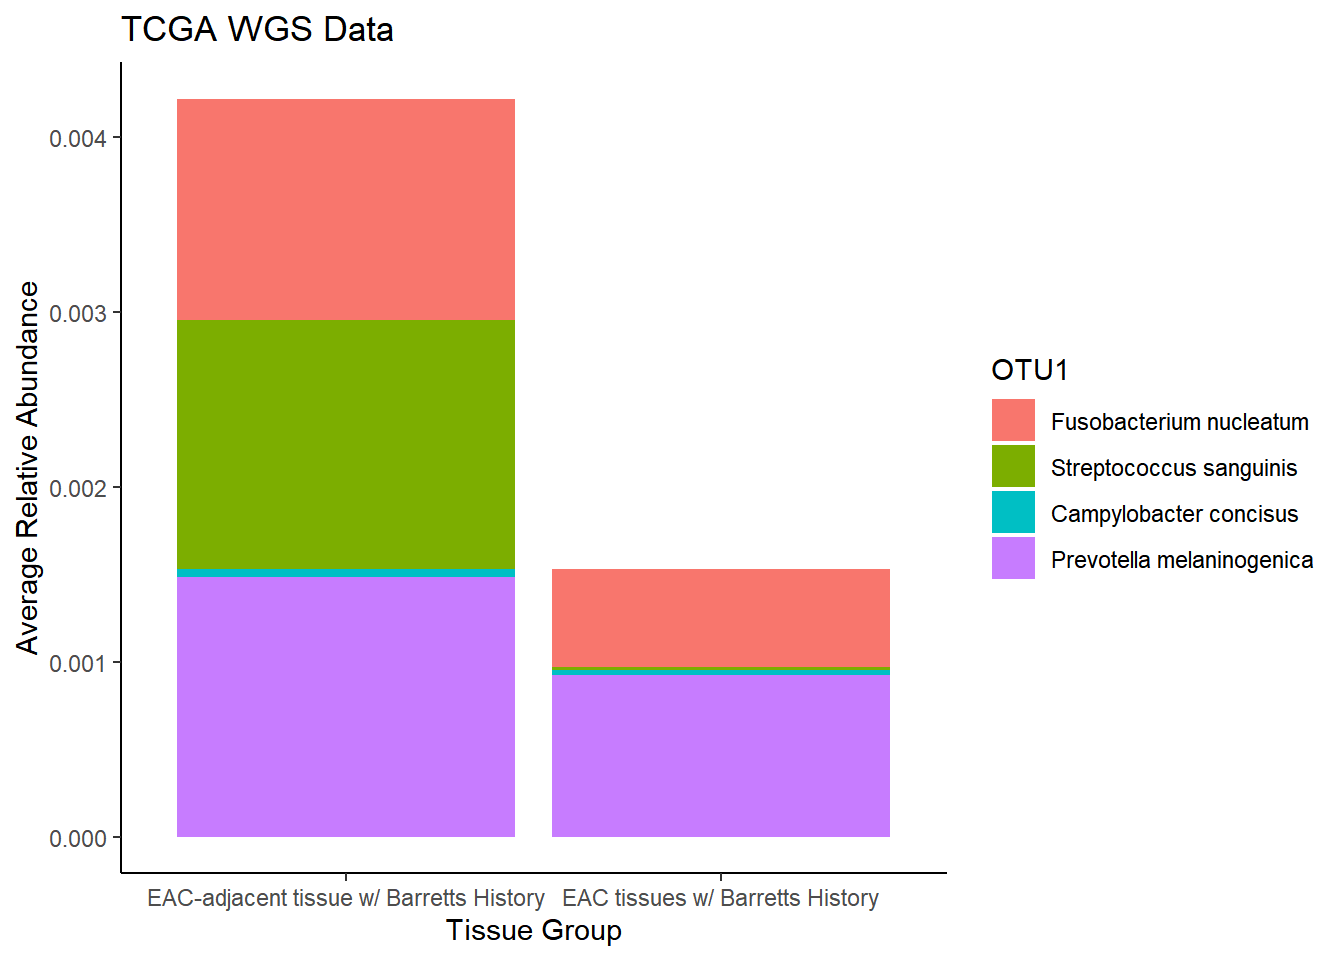 TCGA WGS Data
Average Relative Abundance
0.004
0.003
0.002
0.001
0.000
EAC-adjacent tissue w/ Barretts History
EAC tissues w/ Barretts History
Tissue Group
OTU1
Fusobacterium nucleatum
Streptococcus sanguinis
Campylobacter concisus
Prevotella melaninogenica